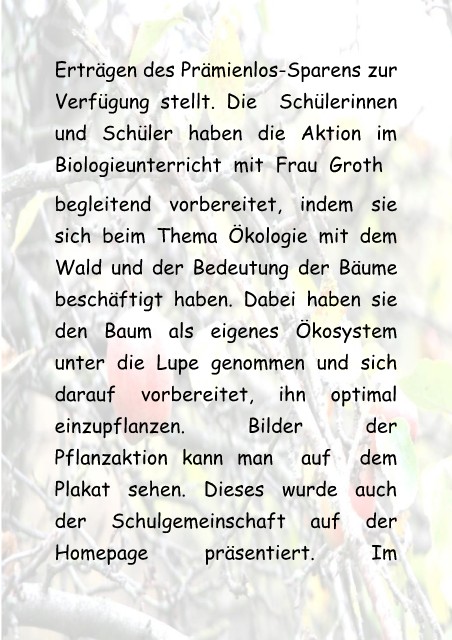 Erträgen des Prämienlos-Sparens zur
Verfügung stellt. Die Schülerinnen
und Schüler haben die Aktion im
Biologieunterricht mit Frau Groth
begleitend vorbereitet, indem sie
sich beim Thema Ökologie mit dem
Wald und der Bedeutung der Bäume
beschäftigt haben. Dabei haben sie
den Baum als eigenes Ökosystem
unter die Lupe genommen und sich
darauf vorbereitet, ihn optimal
einzupflanzen. Bilder der
Pflanzaktion kann man auf dem
Plakat sehen. Dieses wurde auch
der Schulgemeinschaft auf der
Homepage präsentiert. Im